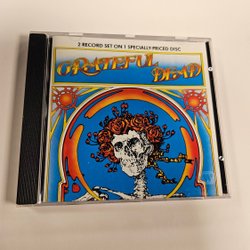 2 RECORD SET ON 1 SPECIALLY PRICED DISC
GRATEFUL DEAD